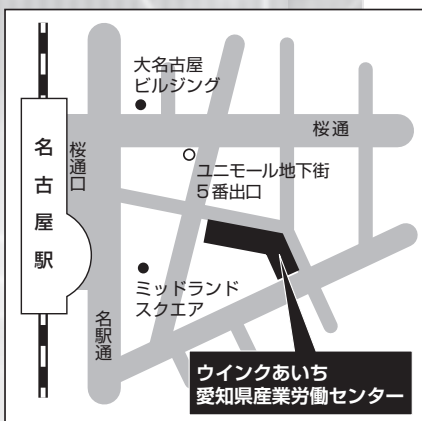 大名古屋
ビルジング
桜通
名古屋駅
桜通口
ユニモール地下街
5番出口
ミッドランド
スクエア
名駅通
ウインクあいち
愛知県産業労働センター